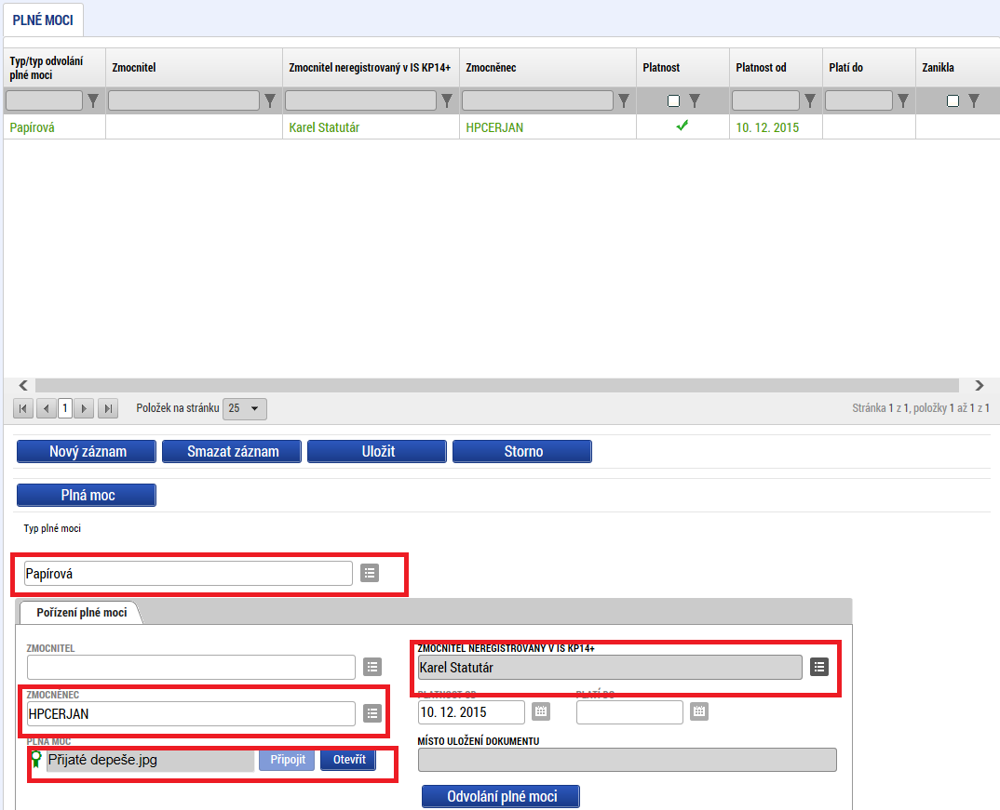 PLNÉ MOCI
Typ/typ odvolání plné moci Zmocnitel Zmocnitel neregistrovaný v IS KP14+ Zmocněnec Platnost Platnost od Platí do Zanikla
Papírová Karel Statutár HPCERJAN 10. 12. 2015
1 Položek na stránku 25 Stránka 1 z 1, položky 1 až 1 z 1
Nový záznam Smazat záznam Uložit Storno
Plná moc
Typ plné moci
Papírová
Pořízení plné moci
ZMOCNITEL ZMOCNITEL NEREGISTROVANÝ V IS KP14+
Karel Statutár
ZMOCNĚNEC PLATNOST OD PLATÍ DO
HPCERJAN 10. 12. 2015
PLNÁ MOC MÍSTO ULOŽENÍ DOKUMENTU
Přijaté depeše.jpg Připojit Otevřít
Odvolání plné moci